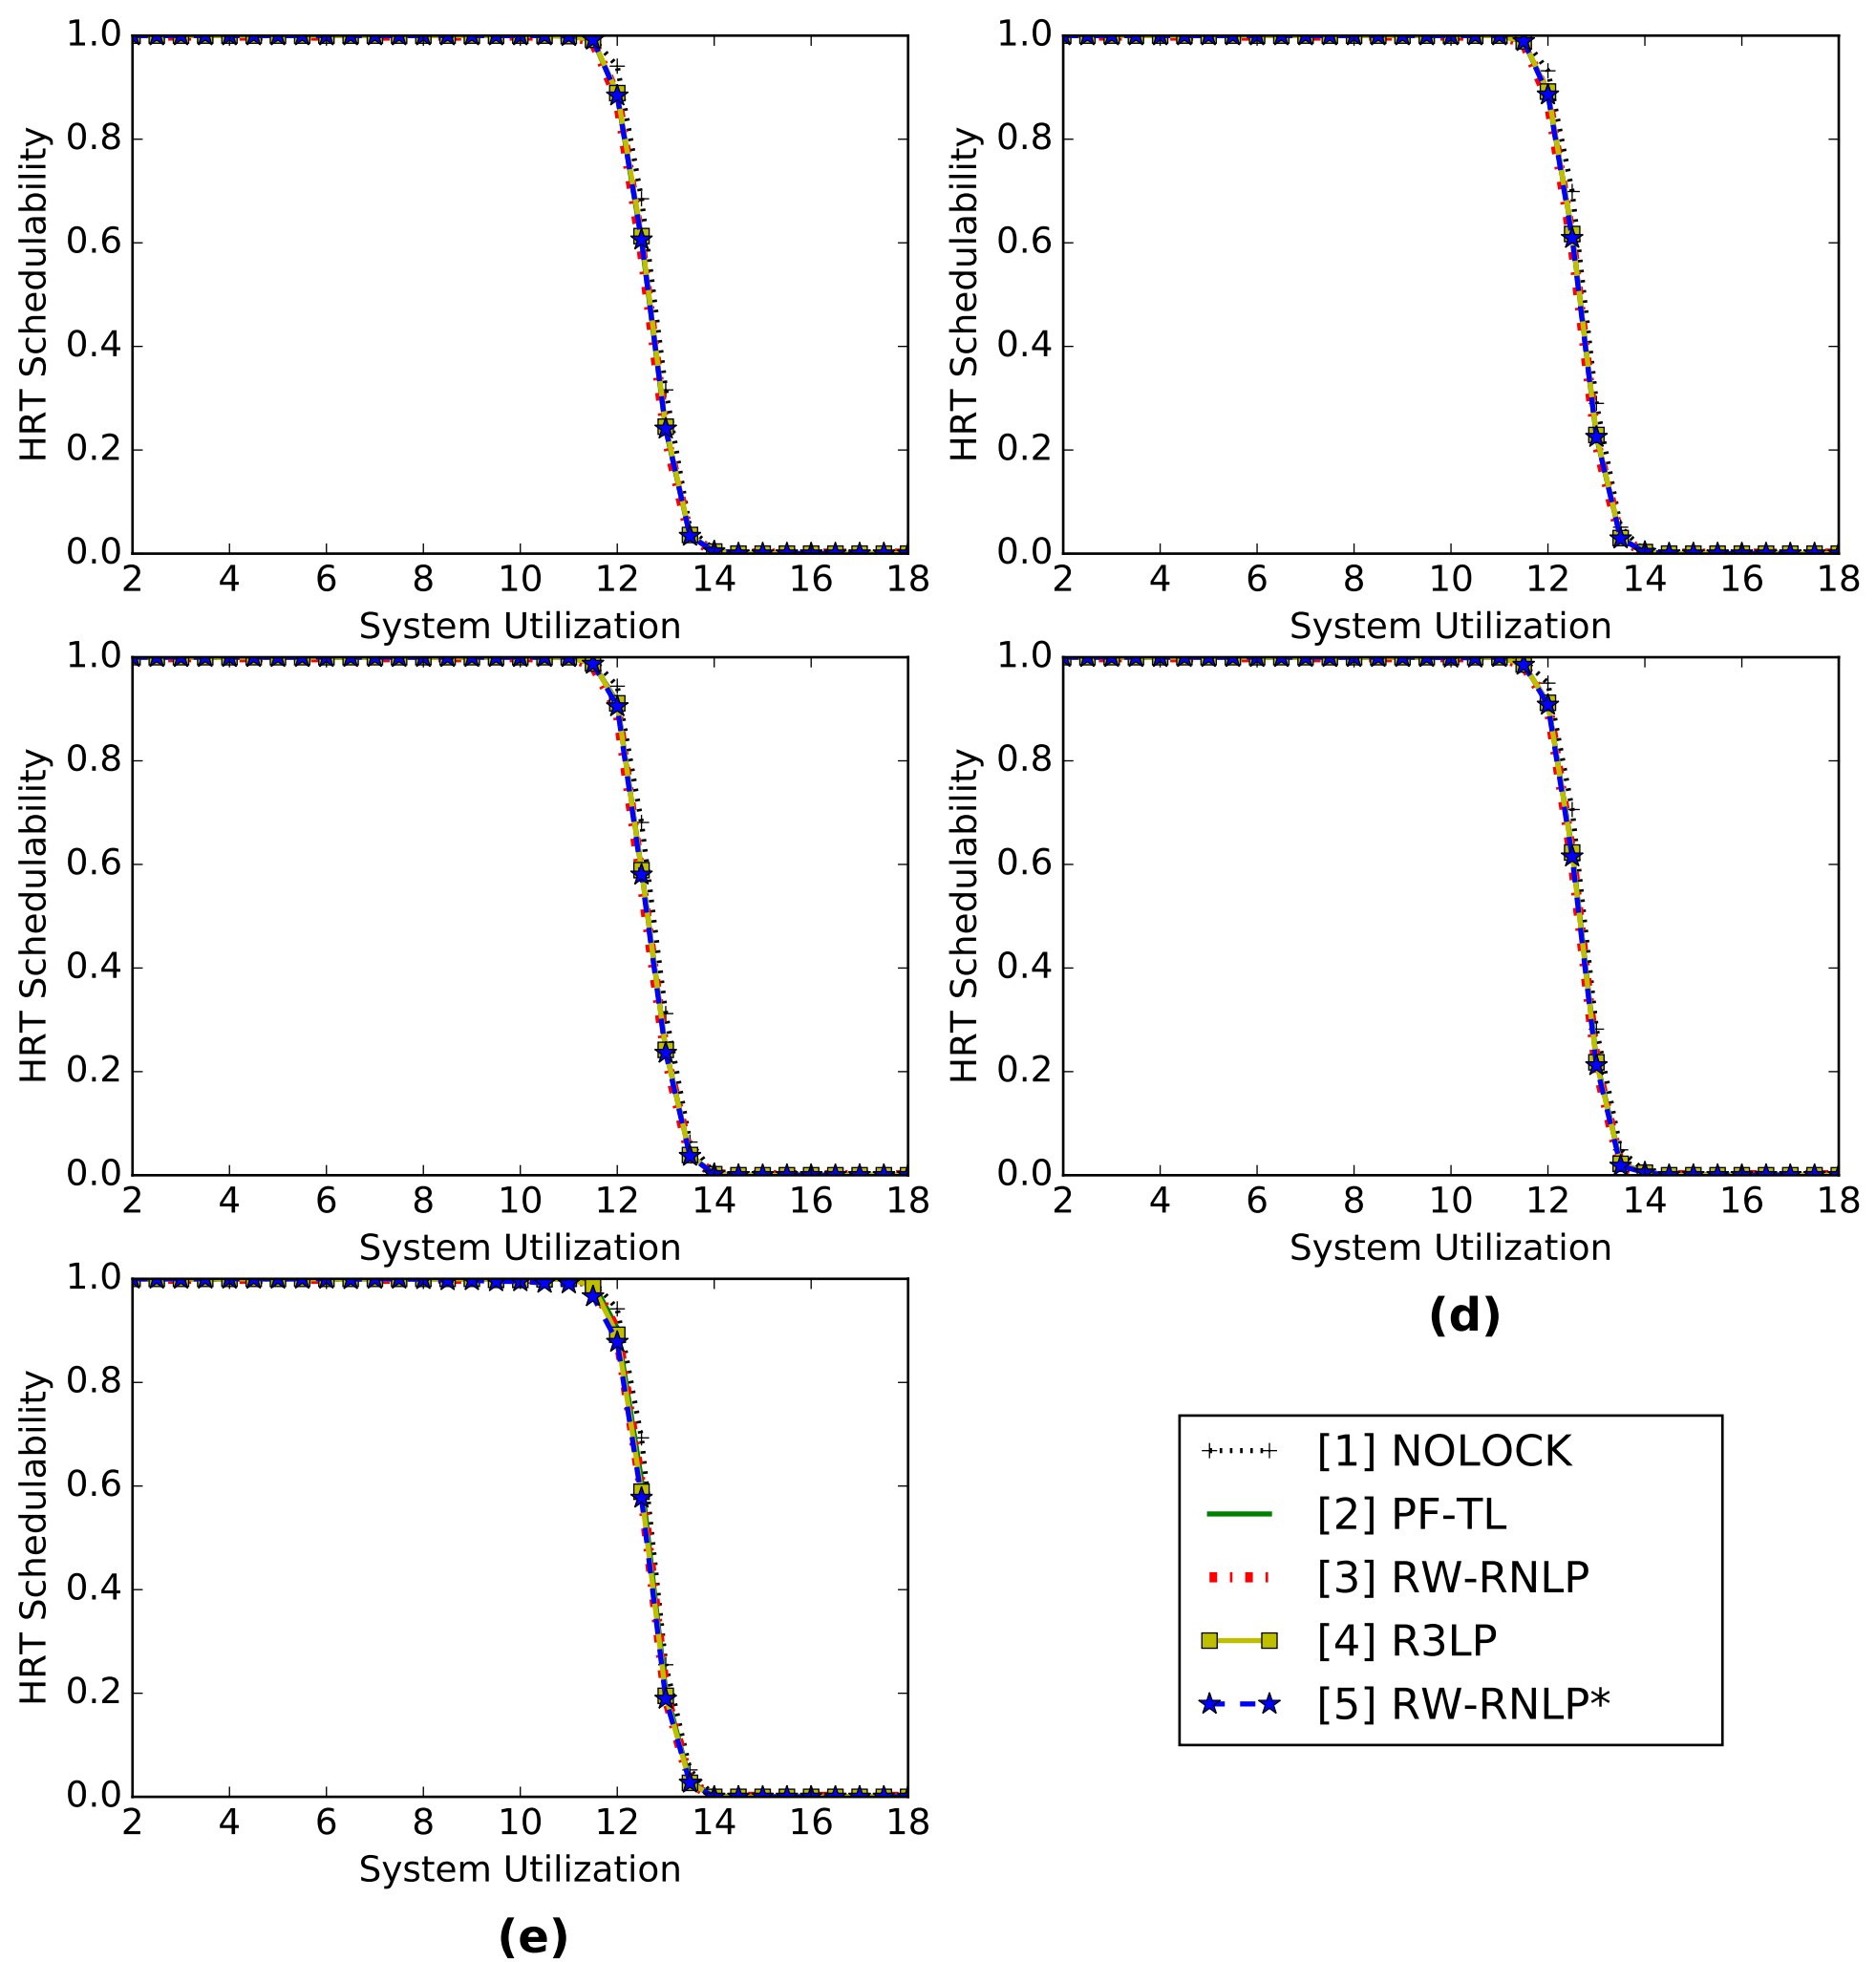 1.0
0.8
0.6
0.4
0.2
0.0
HRT Schedulability
2 4 6 8 10 12 14 16 18
System Utilization
1.0
0.8
0.6
0.4
0.2
0.0
HRT Schedulability
2 4 6 8 10 12 14 16 18
System Utilization
1.0
0.8
0.6
0.4
0.2
0.0
HRT Schedulability
2 4 6 8 10 12 14 16 18
System Utilization
1.0
0.8
0.6
0.4
0.2
0.0
HRT Schedulability
2 4 6 8 10 12 14 16 18
System Utilization
(d)
1.0
0.8
0.6
0.4
0.2
0.0
HRT Schedulability
2 4 6 8 10 12 14 16 18
System Utilization
(e)
[1] NOLOCK
[2] PF-TL
[3] RW-RNLP
[4] R3LP
[5] RW-RNLP*